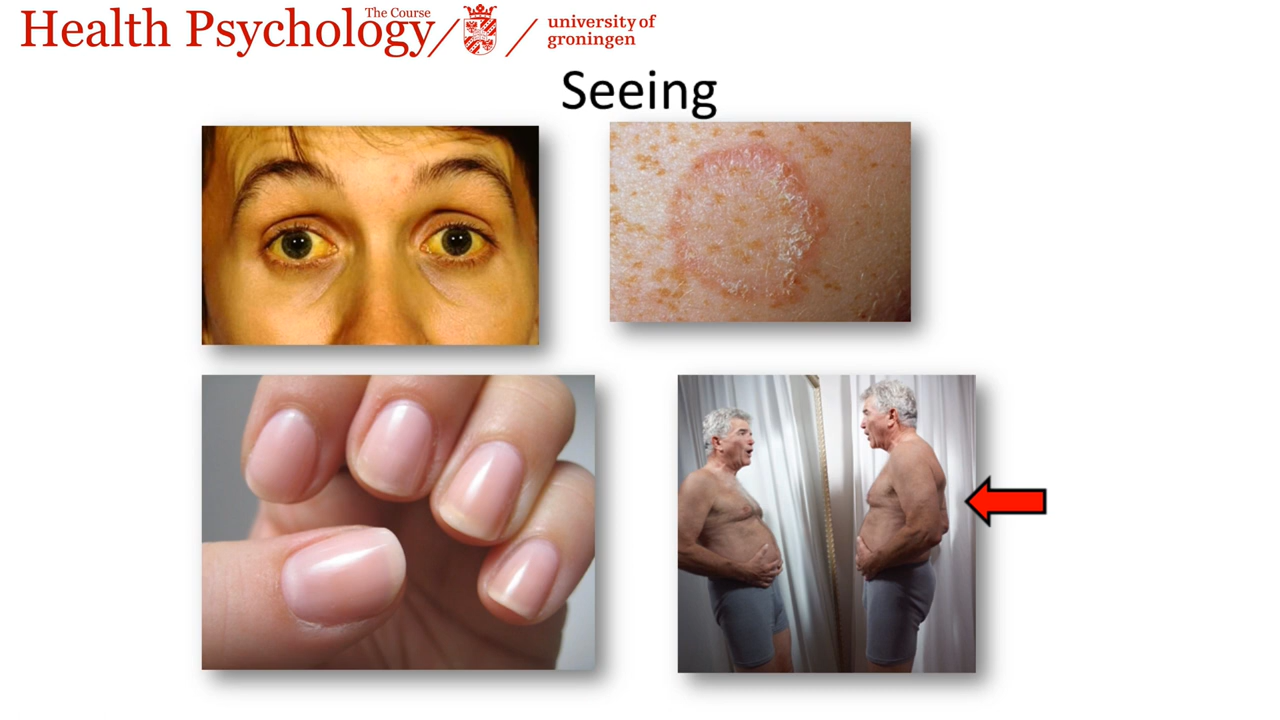 Health Psychology
The Course
university of
groningen
Seeing